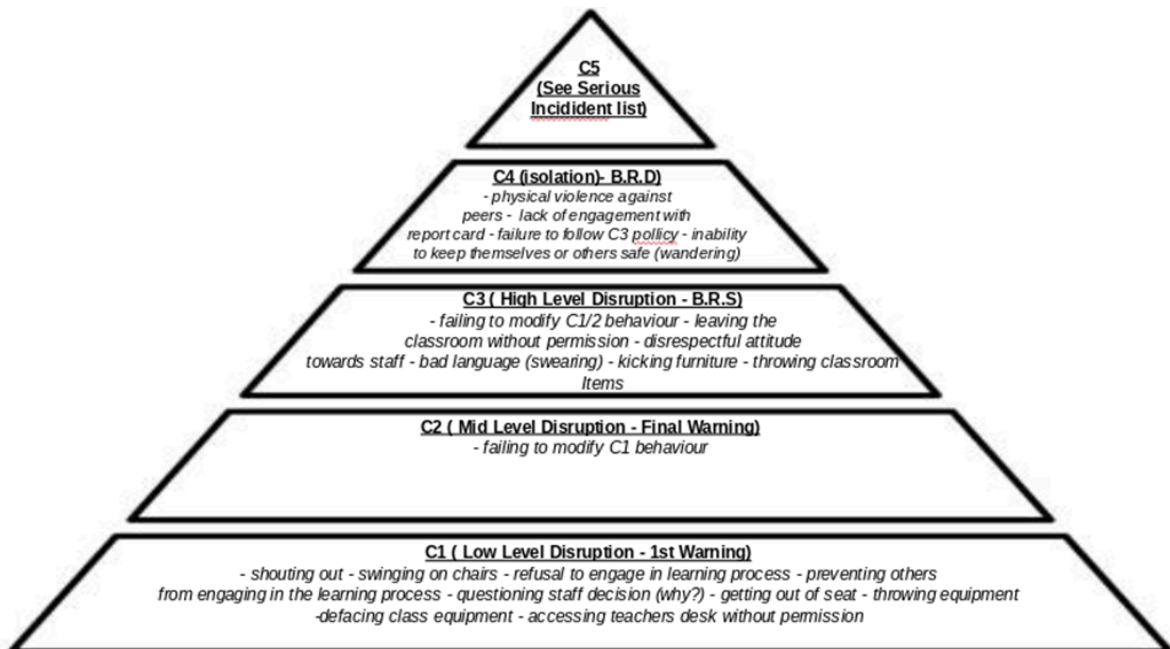 C5
(See Serious
Incidident list)
C4 (isolation)- B.R.D)
- physical violence against
peers - lack of engagement with
report card - failure to follow C3 pollicy - inability
to keep themselves or others safe (wandering)
C3 ( High Level Disruption - B.R.S)
- failing to modify C1/2 behaviour - leaving the
classroom without permission - disrespectful attitude
towards staff - bad language (swearing) - kicking furniture - throwing classroom
Items
C2 ( Mid Level Disruption - Final Warning)
- failing to modify C1 behaviour
C1 ( Low Level Disruption - 1st Warning)
- shouting out - swinging on chairs - refusal to engage in learning process - preventing others
from engaging in the learning process - questioning staff decision (why?) - getting out of seat - throwing equipment
-defacing class equipment - accessing teachers desk without permission